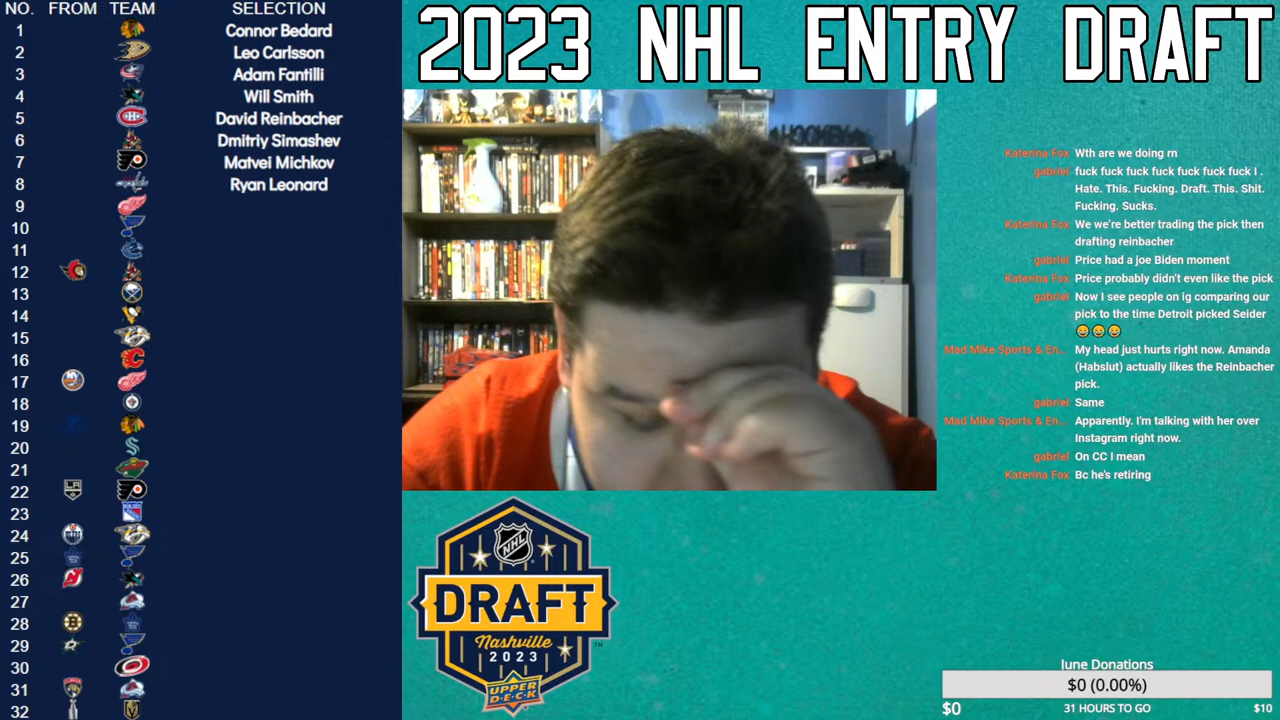 NO. FROM TEAM SELECTION
2023 NHL ENTRY DRAFT
1 Connor Bedard
2 Leo Carlsson
3 Adam Fantilli
4 Will Smith
5 David Reinbacher
6 Dmitriy Simashev
7 Matvei Michkov
8 Ryan Leonard
9
10
11
12
13
14
15
16
17
18
19
20
21
22
23
24
25
26
27
28
29
30
31
32
HOCKEY
Katerina Fox Wth are we doing rn
gabriel fuck fuck fuck fuck fuck fuck fuck I .
Hate. This. Fucking. Draft. This. Shit.
Fucking. Sucks.
Katerina Fox We we're better trading the pick then
drafting reinbacher
gabriel Price had a joe Biden moment
Katerina Fox Price probably didn't even like the pick
gabriel Now I see people on ig comparing our
pick to the time Detroit picked Seider
😂😂😂
Mad Mike Sports & En... My head just hurts right now. Amanda
(Habslut) actually likes the Reinbacher
pick.
gabriel Same
Mad Mike Sports & En... Apparently. I'm talking with her over
Instagram right now.
gabriel On CC I mean
Katerina Fox Bc he's retiring
NHL
DRAFT
Nashville
2023
UPPER
DECK
June Donations
$0 (0.00%)
$0 31 HOURS TO GO $10